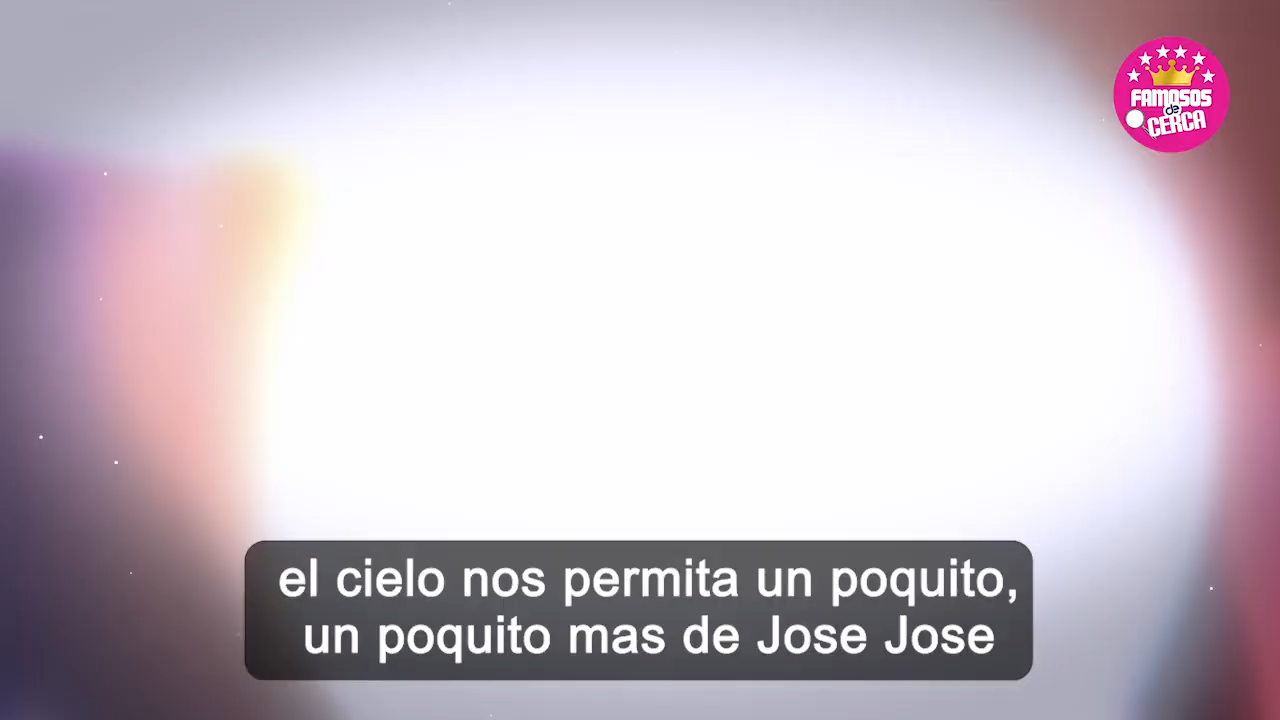 FAMOSOS
de
CERCA
el cielo nos permita un poquito,
un poquito mas de Jose Jose